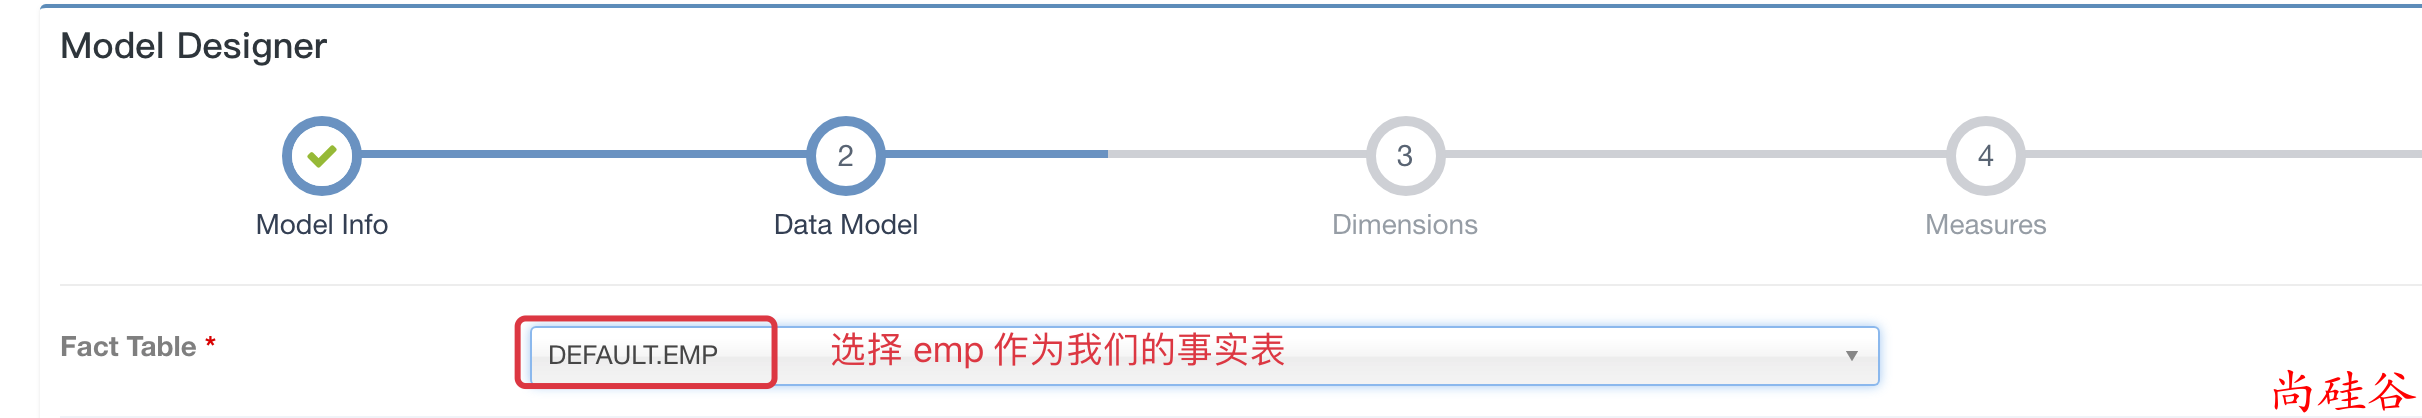 Model Designer
2
3
4
Model Info
Data Model
Dimensions
Measures
Fact Table *
DEFAULT.EMP
选择 emp 作为我们的事实表
尚硅谷